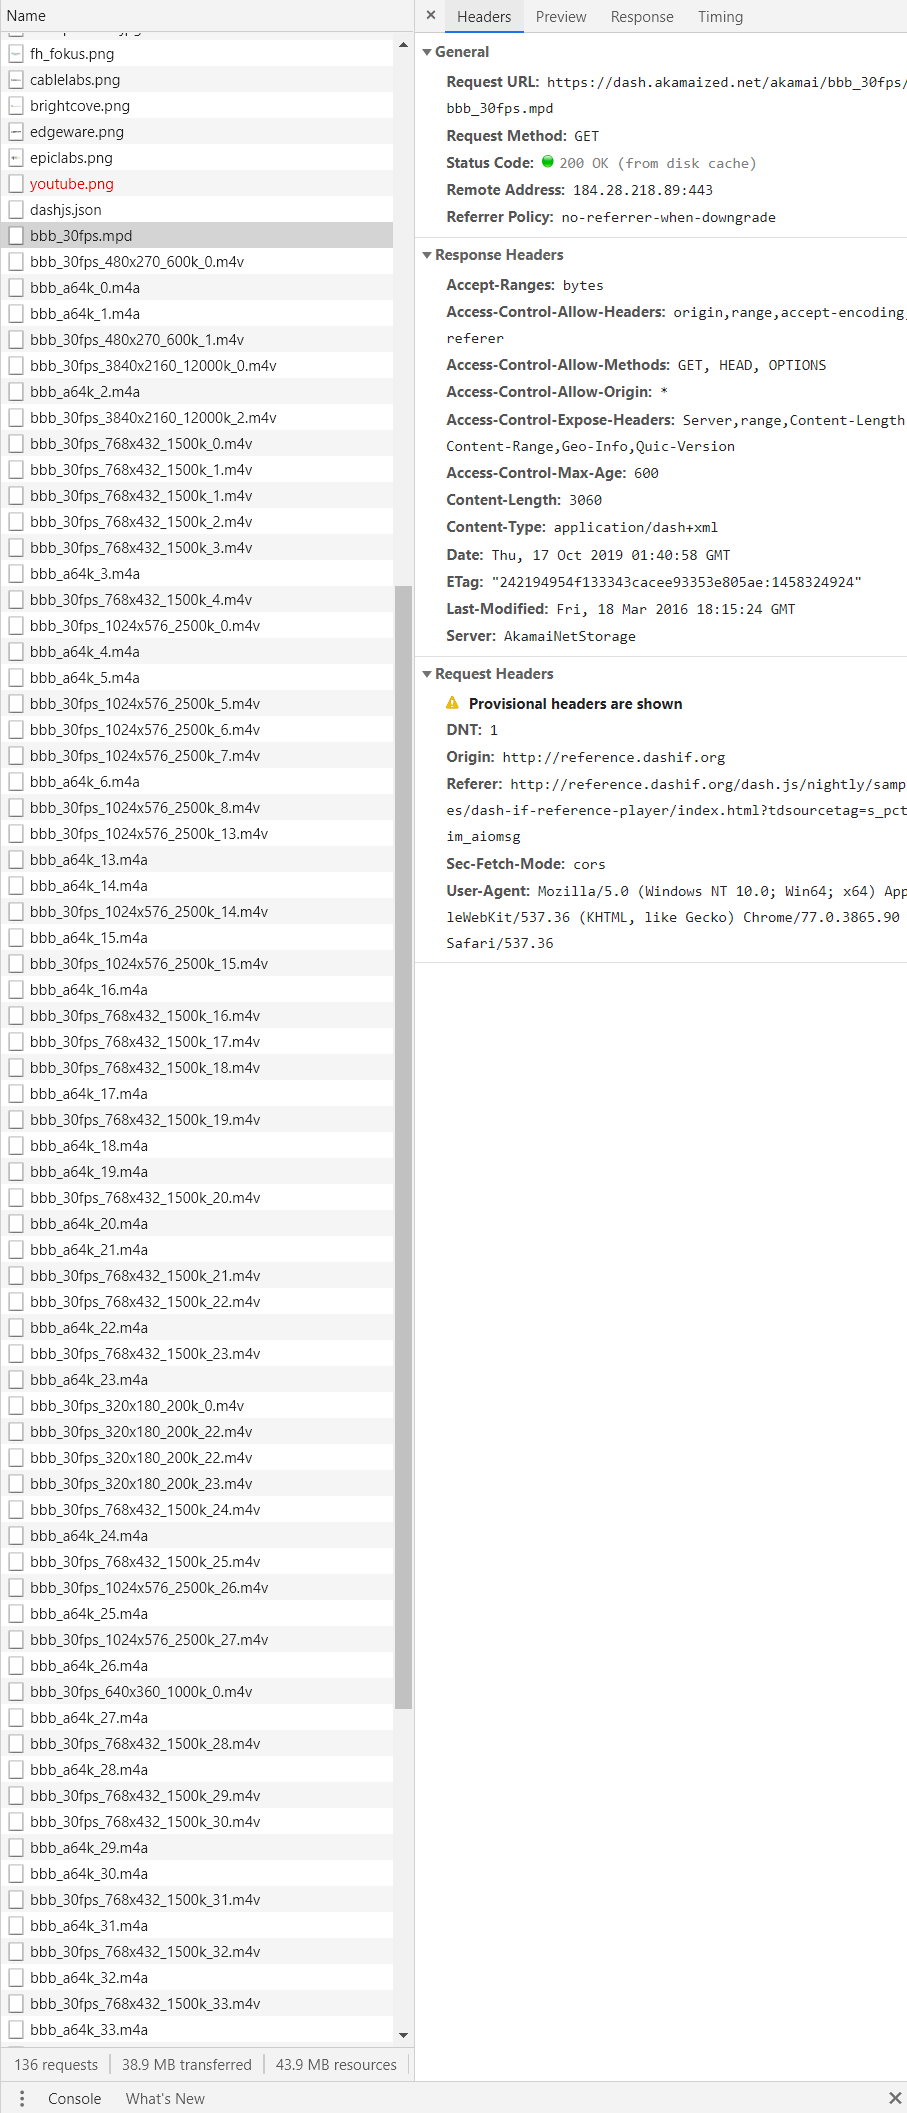 Name
fh_fokus.png
cablelabs.png
brightcove.png
edgeware.png
epiclabs.png
youtube.png
dashjs.json
bbb_30fps.mpd
bbb_30fps_480x270_600k_0.m4v
bbb_a64k_0.m4a
bbb_a64k_1.m4a
bbb_30fps_480x270_600k_1.m4v
bbb_30fps_3840x2160_12000k_0.m4v
bbb_a64k_2.m4a
bbb_30fps_3840x2160_12000k_2.m4v
bbb_30fps_768x432_1500k_0.m4v
bbb_30fps_768x432_1500k_1.m4v
bbb_30fps_768x432_1500k_1.m4v
bbb_30fps_768x432_1500k_2.m4v
bbb_30fps_768x432_1500k_3.m4v
bbb_a64k_3.m4a
bbb_30fps_768x432_1500k_4.m4v
bbb_30fps_1024x576_2500k_0.m4v
bbb_a64k_4.m4a
bbb_a64k_5.m4a
bbb_30fps_1024x576_2500k_5.m4v
bbb_30fps_1024x576_2500k_6.m4v
bbb_30fps_1024x576_2500k_7.m4v
bbb_a64k_6.m4a
bbb_30fps_1024x576_2500k_8.m4v
bbb_30fps_1024x576_2500k_13.m4v
bbb_a64k_13.m4a
bbb_a64k_14.m4a
bbb_30fps_1024x576_2500k_14.m4v
bbb_a64k_15.m4a
bbb_30fps_1024x576_2500k_15.m4v
bbb_a64k_16.m4a
bbb_30fps_768x432_1500k_16.m4v
bbb_30fps_768x432_1500k_17.m4v
bbb_30fps_768x432_1500k_18.m4v
bbb_a64k_17.m4a
bbb_30fps_768x432_1500k_19.m4v
bbb_a64k_18.m4a
bbb_a64k_19.m4a
bbb_30fps_768x432_1500k_20.m4v
bbb_a64k_20.m4a
bbb_a64k_21.m4a
bbb_30fps_768x432_1500k_21.m4v
bbb_30fps_768x432_1500k_22.m4v
bbb_a64k_22.m4a
bbb_30fps_768x432_1500k_23.m4v
bbb_a64k_23.m4a
bbb_30fps_320x180_200k_0.m4v
bbb_30fps_320x180_200k_22.m4v
bbb_30fps_320x180_200k_22.m4v
bbb_30fps_320x180_200k_23.m4v
bbb_30fps_768x432_1500k_24.m4v
bbb_a64k_24.m4a
bbb_30fps_768x432_1500k_25.m4v
bbb_30fps_1024x576_2500k_26.m4v
bbb_a64k_25.m4a
bbb_30fps_1024x576_2500k_27.m4v
bbb_a64k_26.m4a
bbb_30fps_640x360_1000k_0.m4v
bbb_a64k_27.m4a
bbb_30fps_768x432_1500k_28.m4v
bbb_a64k_28.m4a
bbb_30fps_768x432_1500k_29.m4v
bbb_30fps_768x432_1500k_30.m4v
bbb_a64k_29.m4a
bbb_a64k_30.m4a
bbb_30fps_768x432_1500k_31.m4v
bbb_a64k_31.m4a
bbb_30fps_768x432_1500k_32.m4v
bbb_a64k_32.m4a
bbb_30fps_768x432_1500k_33.m4v
bbb_a64k_33.m4a
Headers Preview Response Timing
General
Request URL: https://dash.akamaized.net/akamai/bbb_30fps/
bbb_30fps.mpd
Request Method: GET
Status Code: 200 OK (from disk cache)
Remote Address: 184.28.218.89:443
Referrer Policy: no-referrer-when-downgrade
Response Headers
Accept-Ranges: bytes
Access-Control-Allow-Headers: origin,range,accept-encoding,
referer
Access-Control-Allow-Methods: GET, HEAD, OPTIONS
Access-Control-Allow-Origin: *
Access-Control-Expose-Headers: Server,range,Content-Length
Content-Range,Geo-Info,Quic-Version
Access-Control-Max-Age: 600
Content-Length: 3060
Content-Type: application/dash+xml
Date: Thu, 17 Oct 2019 01:40:58 GMT
ETag: "242194954f133343cacee93353e805ae:1458324924"
Last-Modified: Fri, 18 Mar 2016 18:15:24 GMT
Server: AkamaiNetStorage
Request Headers
Provisional headers are shown
DNT: 1
Origin: http://reference.dashif.org
Referer: http://reference.dashif.org/dash.js/nightly/samp
es/dash-if-reference-player/index.html?tdsourcetag=s_pct
im_aiomsg
Sec-Fetch-Mode: cors
User-Agent: Mozilla/5.0 (Windows NT 10.0; Win64; x64) App
leWebKit/537.36 (KHTML, like Gecko) Chrome/77.0.3865.90
Safari/537.36
136 requests 38.9 MB transferred 43.9 MB resources
Console What's New